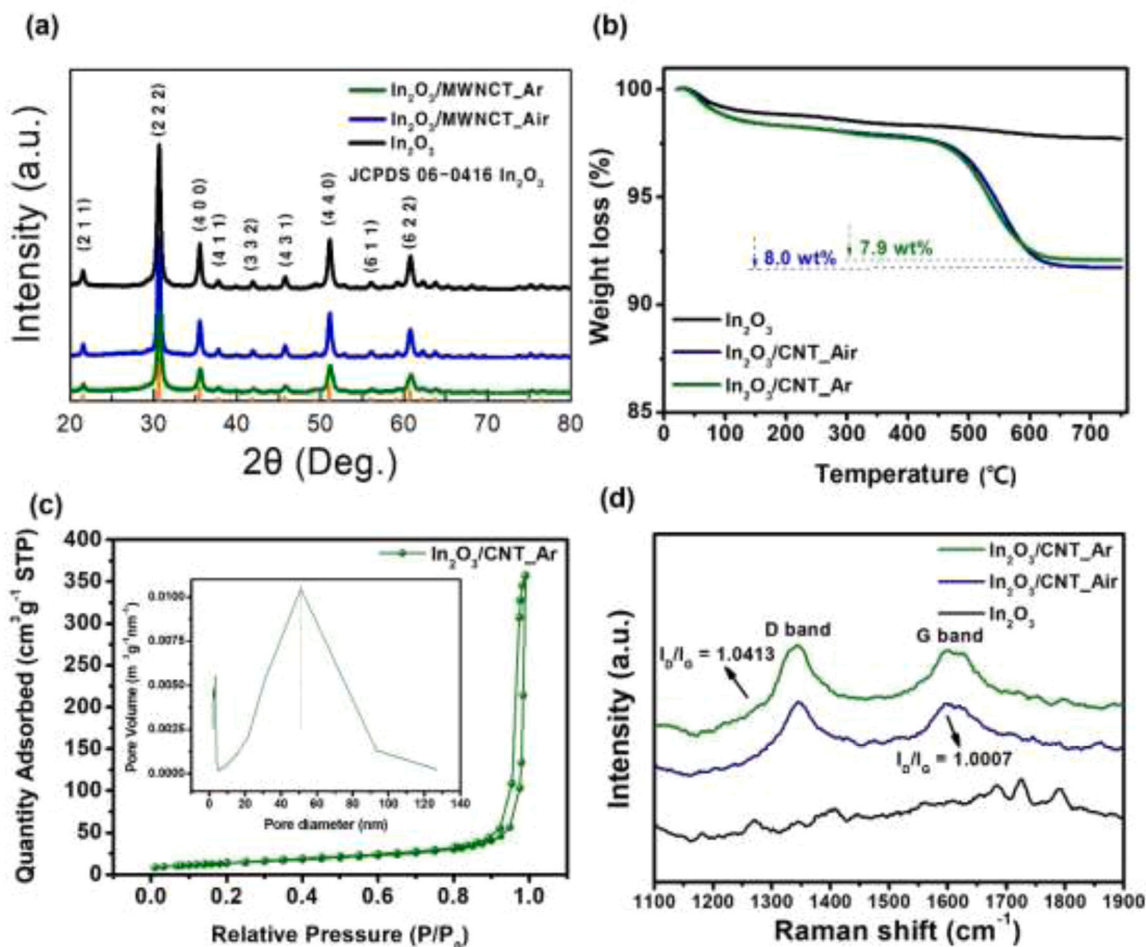 (a)
Intensity (a.u.)
In₂O₃/MWNCT_Ar
In₂O₃/MWNCT_Air
In₂O₃
JCPDS 06-0416 In₂O₃
(2 1 1)
(2 2 2)
(4 0 0)
(4 1 1)
(3 3 2)
(4 3 1)
(4 4 0)
(6 1 1)
(6 2 2)
20 30 40 50 60 70 80
2θ (Deg.)
(b)
Weight loss (%)
100
95
90
85
8.0 wt%
7.9 wt%
In₂O₃
In₂O₃/CNT_Air
In₂O₃/CNT_Ar
0 100 200 300 400 500 600 700
Temperature (℃)
(c)
Quantity Adsorbed (cm³g⁻¹ STP)
400
350
300
250
200
150
100
50
0
In₂O₃/CNT_Ar
Pore Volume (m³g⁻¹nm⁻¹)
0.0100
0.0075
0.0050
0.0025
0.0000
0 20 40 60 80 100 120 140
Pore diameter (nm)
0.0 0.2 0.4 0.6 0.8 1.0
Relative Pressure (P/P₀)
(d)
Intensity (a.u.)
In₂O₃/CNT_Ar
In₂O₃/CNT_Air
In₂O₃
D band
G band
I_D/I_G = 1.0413
I_D/I_G = 1.0007
1100 1200 1300 1400 1500 1600 1700 1800 1900
Raman shift (cm⁻¹)